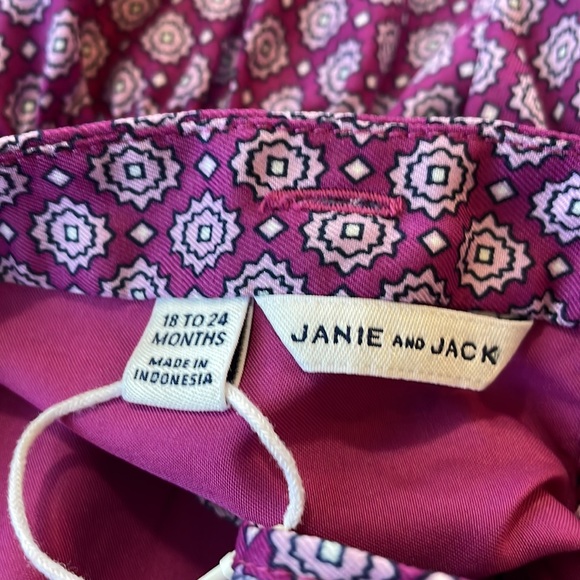 18 TO 24
MONTHS
MADE IN
INDONESIA
JANIE AND JACK